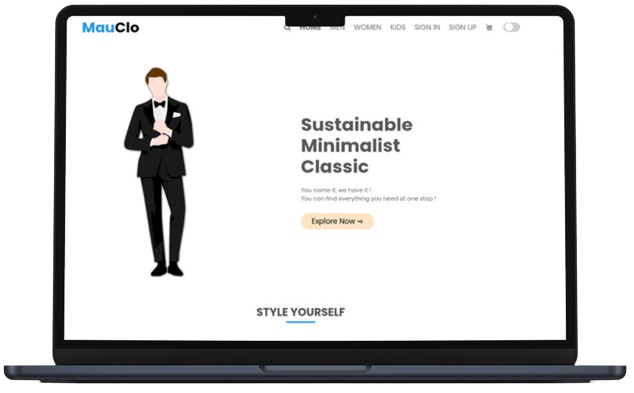 MauClo
HOME MEN WOMEN KIDS SIGN IN SIGN UP
Sustainable
Minimalist
Classic
You name it, we have it !
You can find everything you need at one stop !
Explore Now
STYLE YOURSELF